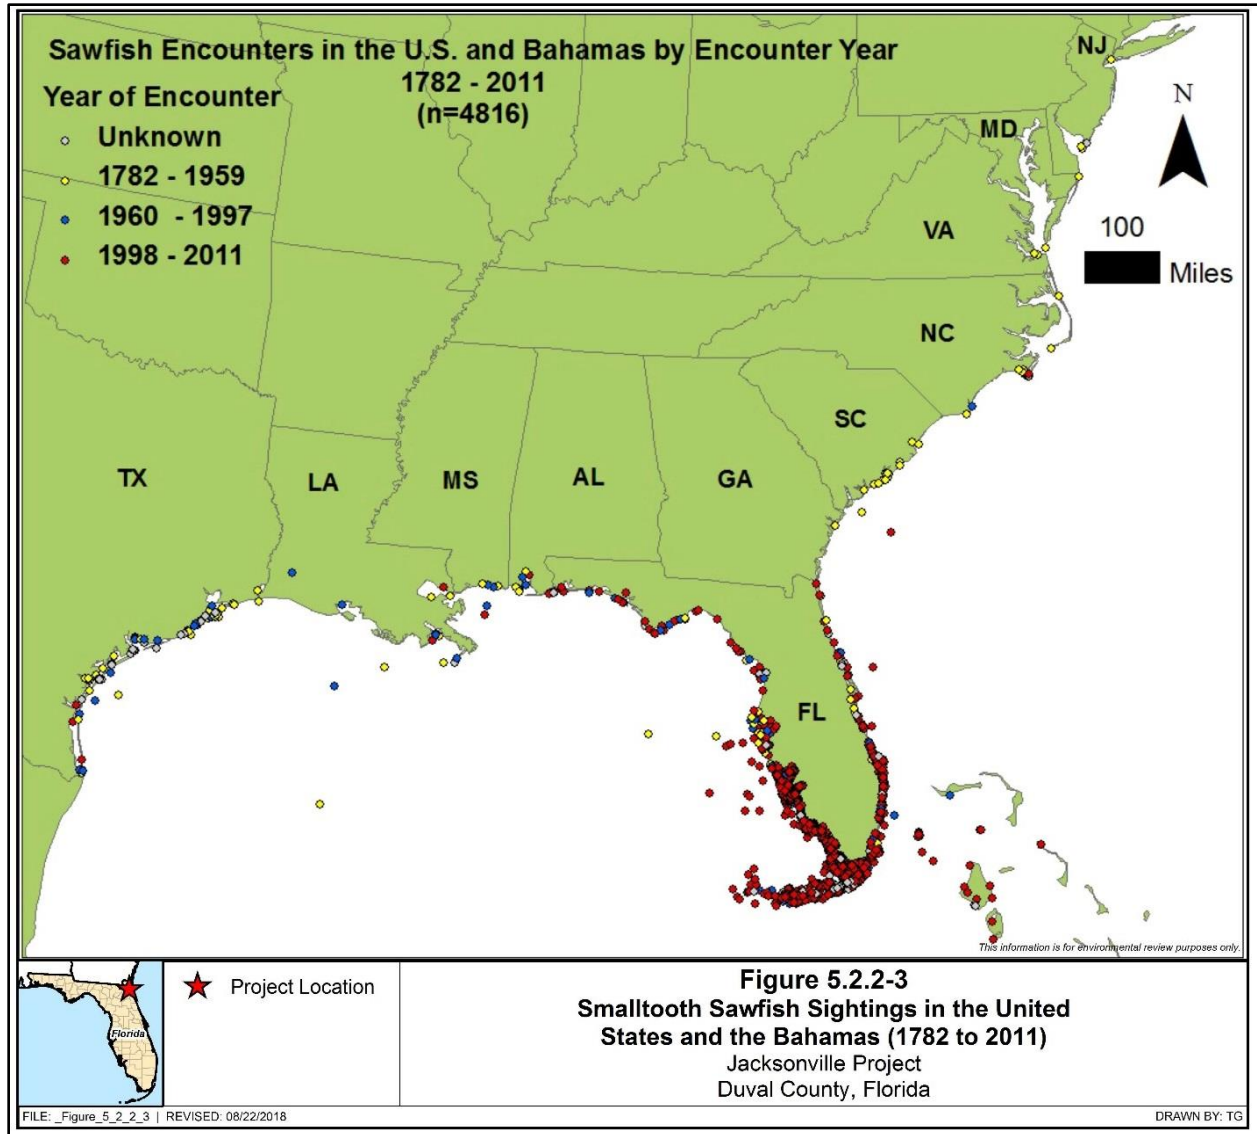 Sawfish Encounters in the U.S. and Bahamas by Encounter Year
1782 - 2011
(n=4816)
Year of Encounter
Unknown
1782 - 1959
1960 - 1997
1998 - 2011
NJ
N
MD
100
Miles
VA
NC
SC
TX
LA
MS
AL
GA
FL
This information is for environmental review purposes only.
Florida
Project Location
Figure 5.2.2-3
Smalltooth Sawfish Sightings in the United
States and the Bahamas (1782 to 2011)
Jacksonville Project
Duval County, Florida
FILE: _Figure_5_2_2_3 | REVISED: 08/22/2018
DRAWN BY: TG